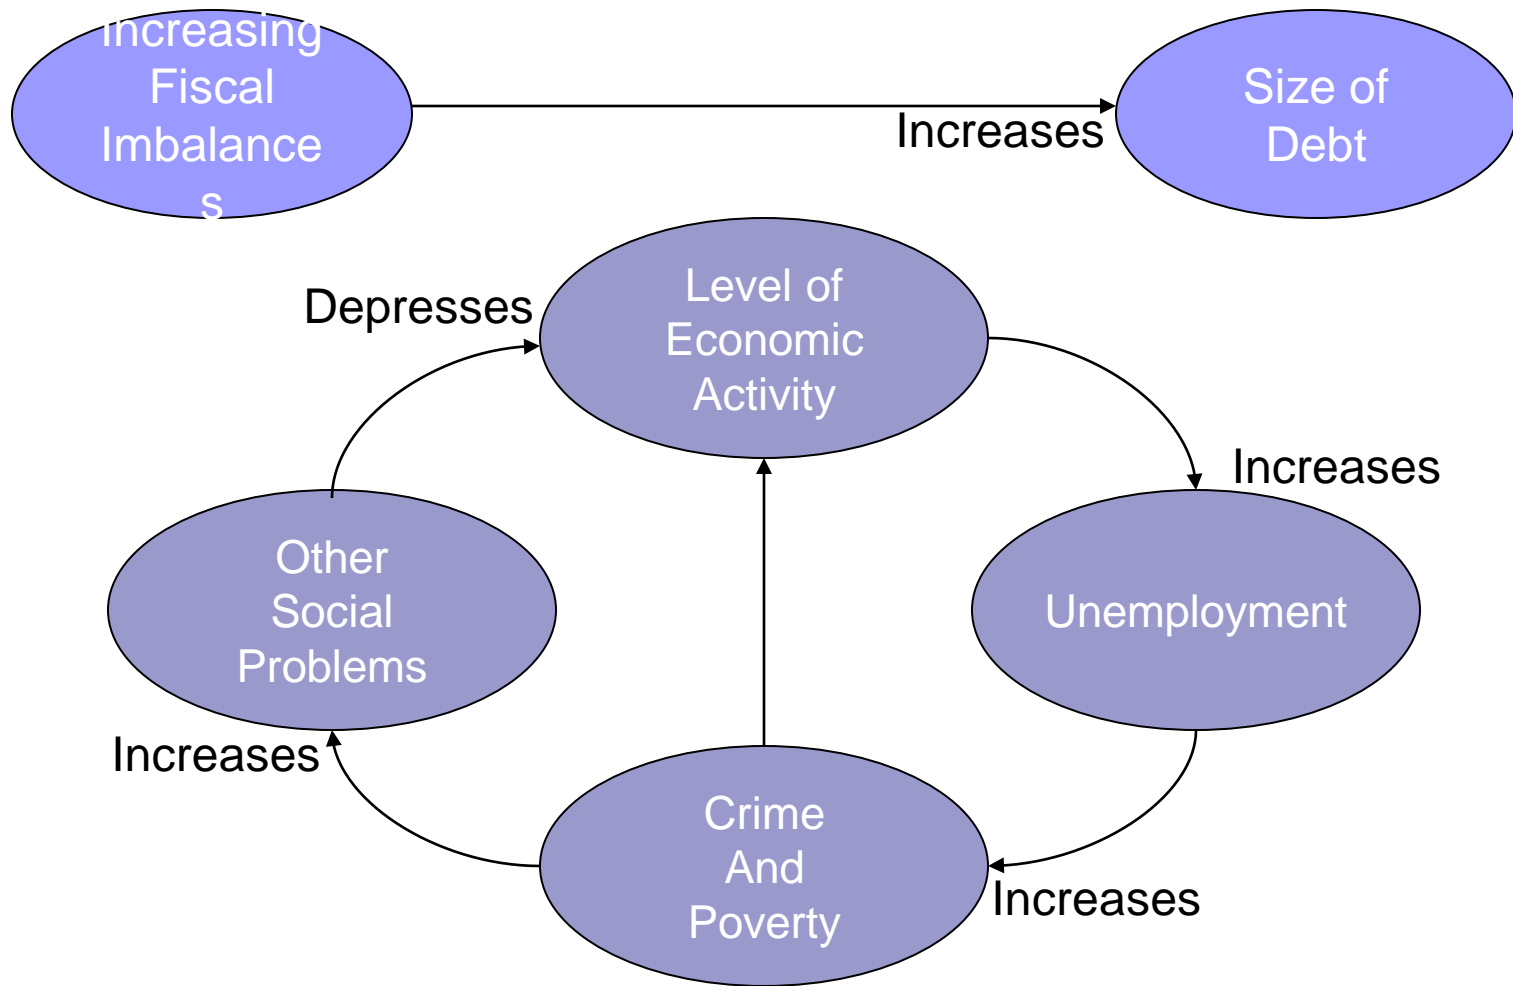 Increasing
Fiscal
Imbalance
s
Increases
Size of
Debt
Depresses
Level of
Economic
Activity
Increases
Other
Social
Problems
Unemployment
Increases
Crime
And
Poverty
Increases